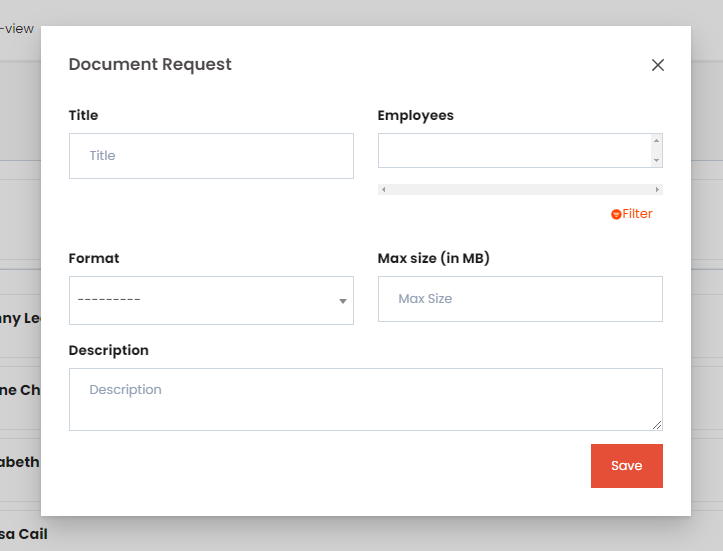 -view
Document Request
Title
Employees
Title
Filter
Format
Max size (in MB)
---------
Max Size
Description
Description
Save
nny Le
ne Ch
abeth
sa Cail